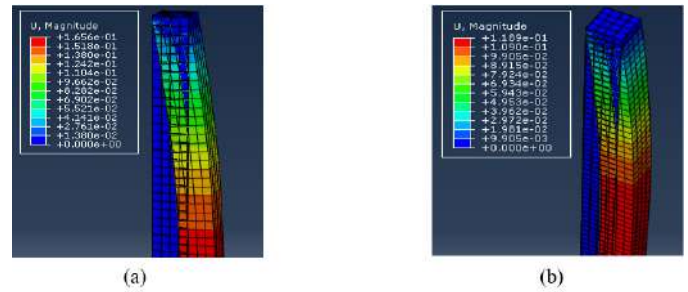 U, Magnitude
+1.656e-01
+1.518e-01
+1.380e-01
+1.242e-01
+1.104e-01
+9.662e-02
+8.282e-02
+6.902e-02
+5.521e-02
+4.141e-02
+2.761e-02
+1.380e-02
+0.000e+00
U, Magnitude
+1.189e-01
+1.090e-01
+9.905e-02
+8.915e-02
+7.924e-02
+6.934e-02
+5.943e-02
+4.953e-02
+3.962e-02
+2.972e-02
+1.981e-02
+9.905e-03
+0.000e+00
(a)
(b)